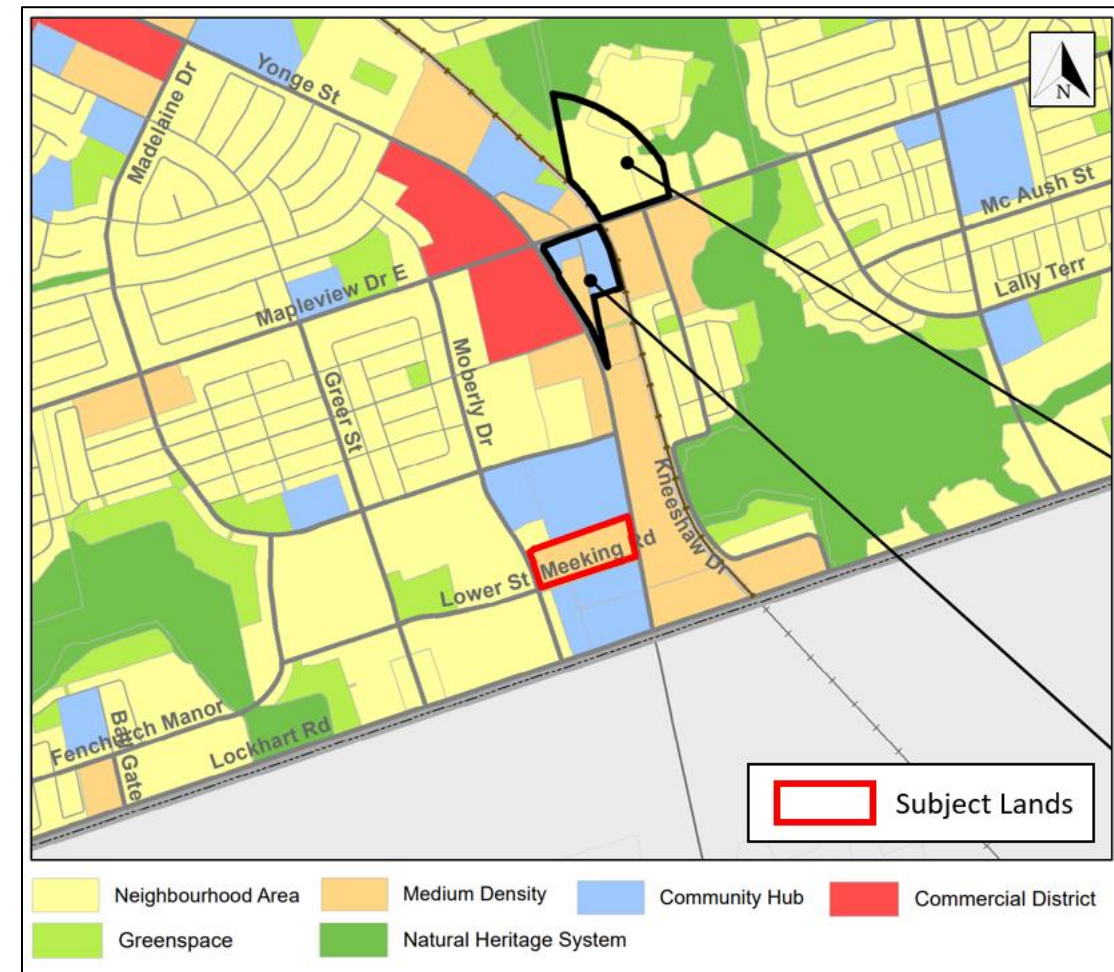 N
Yonge St
Madelaine Dr
Mc Aush St
Lally Terr
Mapleview Dr E
Moberly Dr
Greer St
Kneeshaw Dr
Meeking Rd
Lower St
Fenchurch Manor
Ball Gate
Lockhart Rd
Subject Lands
Neighbourhood Area
Medium Density
Community Hub
Commercial District
Greenspace
Natural Heritage System